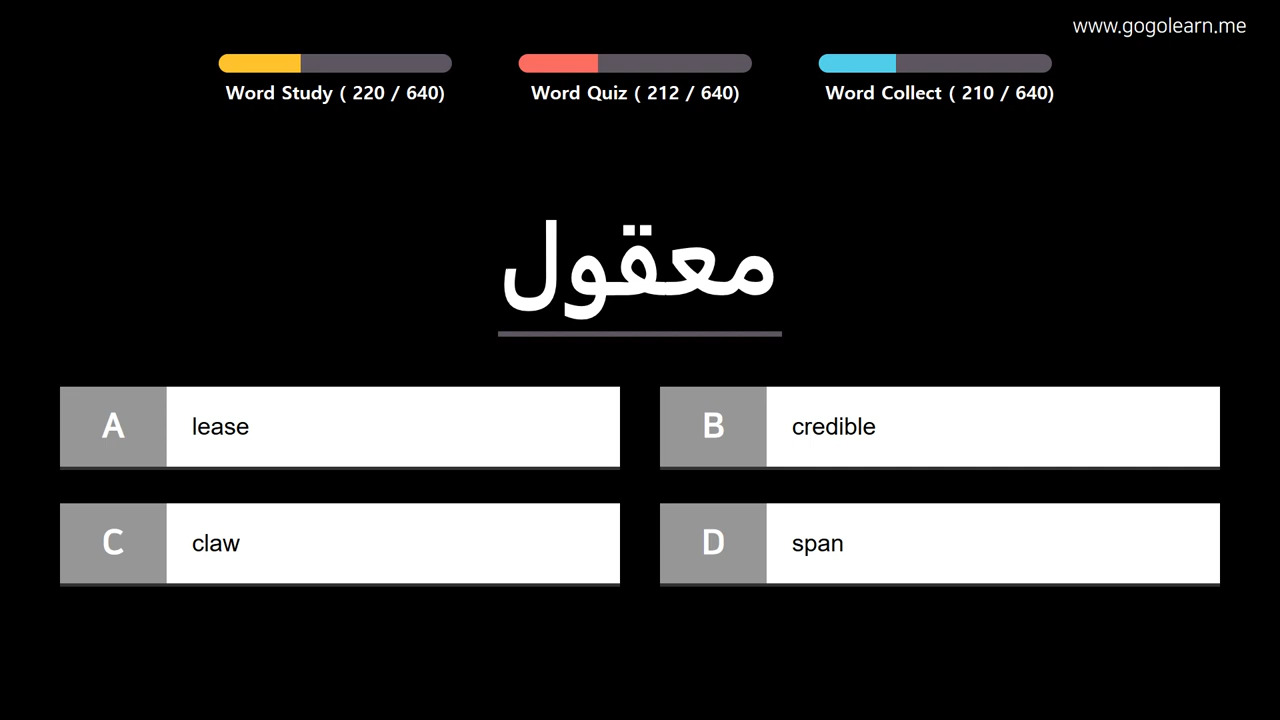 www.gogolearn.me
Word Study ( 220 / 640)
Word Quiz ( 212 / 640)
Word Collect ( 210 / 640)
معقول
A lease
B credible
C claw
D span